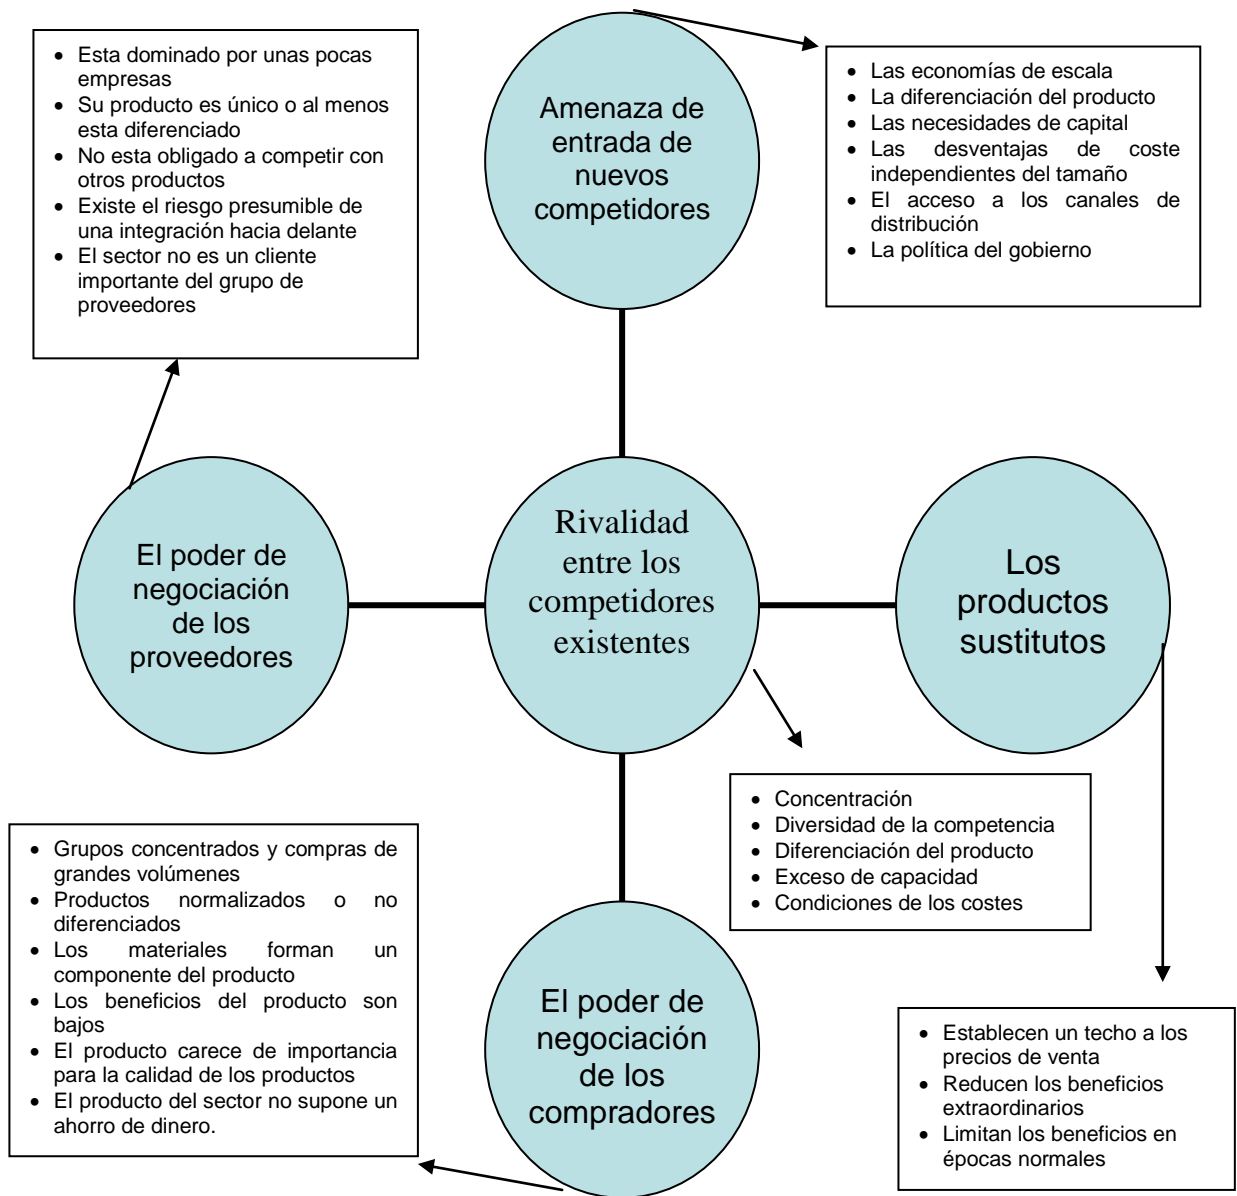 • Esta dominado por unas pocas
empresas
• Su producto es único o al menos
esta diferenciado
• No esta obligado a competir con
otros productos
• Existe el riesgo presumible de
una integración hacia delante
• El sector no es un cliente
importante del grupo de
proveedores
Amenaza de
entrada de
nuevos
competidores
• Las economías de escala
• La diferenciación del producto
• Las necesidades de capital
• Las desventajas de coste
independientes del tamaño
• El acceso a los canales de
distribución
• La política del gobierno
El poder de
negociación
de los
proveedores
Rivalidad
entre los
competidores
existentes
Los
productos
sustitutos
• Concentración
• Diversidad de la competencia
• Diferenciación del producto
• Exceso de capacidad
• Condiciones de los costes
• Grupos concentrados y compras de
grandes volúmenes
• Productos normalizados o no
diferenciados
• Los materiales forman un
componente del producto
• Los beneficios del producto son
bajos
• El producto carece de importancia
para la calidad de los productos
• El producto del sector no supone un
ahorro de dinero.
El poder de
negociación
de los
compradores
• Establecen un techo a los
precios de venta
• Reducen los beneficios
extraordinarios
• Limitan los beneficios en
épocas normales